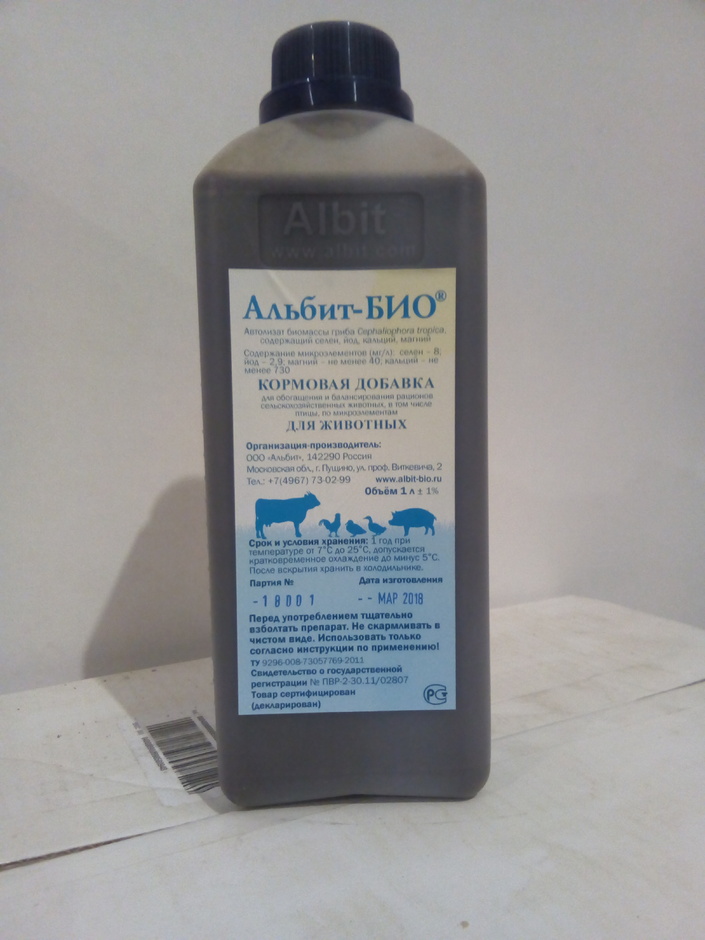 Albit
www.albit.com
Альбит-БИО®
Автолизат биомассы гриба Cephaliophora tropica,
содержащий селен, йод, кальций, магний
Содержание микроэлементов (мг/л): селен – 8;
йод – 2,9; магний – не менее 40; кальций – не
менее 730
КОРМОВАЯ ДОБАВКА
для обогащения и балансирования рационов
сельскохозяйственных животных, в том числе
птицы, по микроэлементам
ДЛЯ ЖИВОТНЫХ
Организация-производитель:
ООО «Альбит», 142290 Россия
Московская обл., г. Пущино, ул. проф. Виткевича, 2
Тел.: +7(4967) 73-02-99 www.albit-bio.ru
Объём 1 л ± 1%
Срок и условия хранения: 1 год при
температуре от 7°С до 25°С, допускается
кратковременное охлаждение до минус 5°С.
После вскрытия хранить в холодильнике.
Партия № Дата изготовления
-18001 -- МАР 2018
Перед употреблением тщательно
взболтать препарат. Не скармливать в
чистом виде. Использовать только
согласно инструкции по применению!
ТУ 9296-008-73057769-2011
Свидетельство о государственной
регистрации № ПВР-2-30.11/02807
Товар сертифицирован
(декларирован)